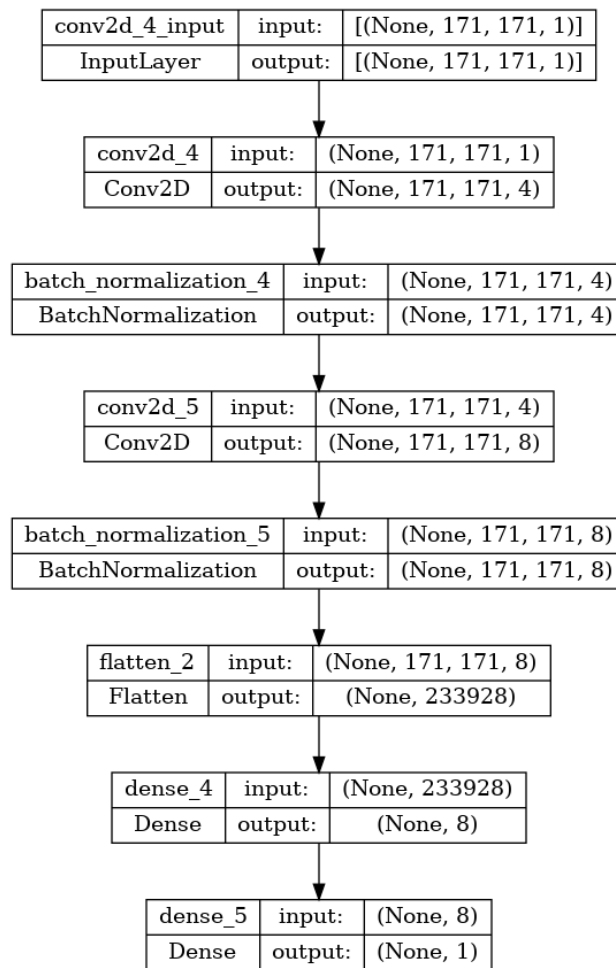 conv2d_4_input input: [(None, 171, 171, 1)]
InputLayer output: [(None, 171, 171, 1)]
conv2d_4 input: (None, 171, 171, 1)
Conv2D output: (None, 171, 171, 4)
batch_normalization_4 input: (None, 171, 171, 4)
BatchNormalization output: (None, 171, 171, 4)
conv2d_5 input: (None, 171, 171, 4)
Conv2D output: (None, 171, 171, 8)
batch_normalization_5 input: (None, 171, 171, 8)
BatchNormalization output: (None, 171, 171, 8)
flatten_2 input: (None, 171, 171, 8)
Flatten output: (None, 233928)
dense_4 input: (None, 233928)
Dense output: (None, 8)
dense_5 input: (None, 8)
Dense output: (None, 1)